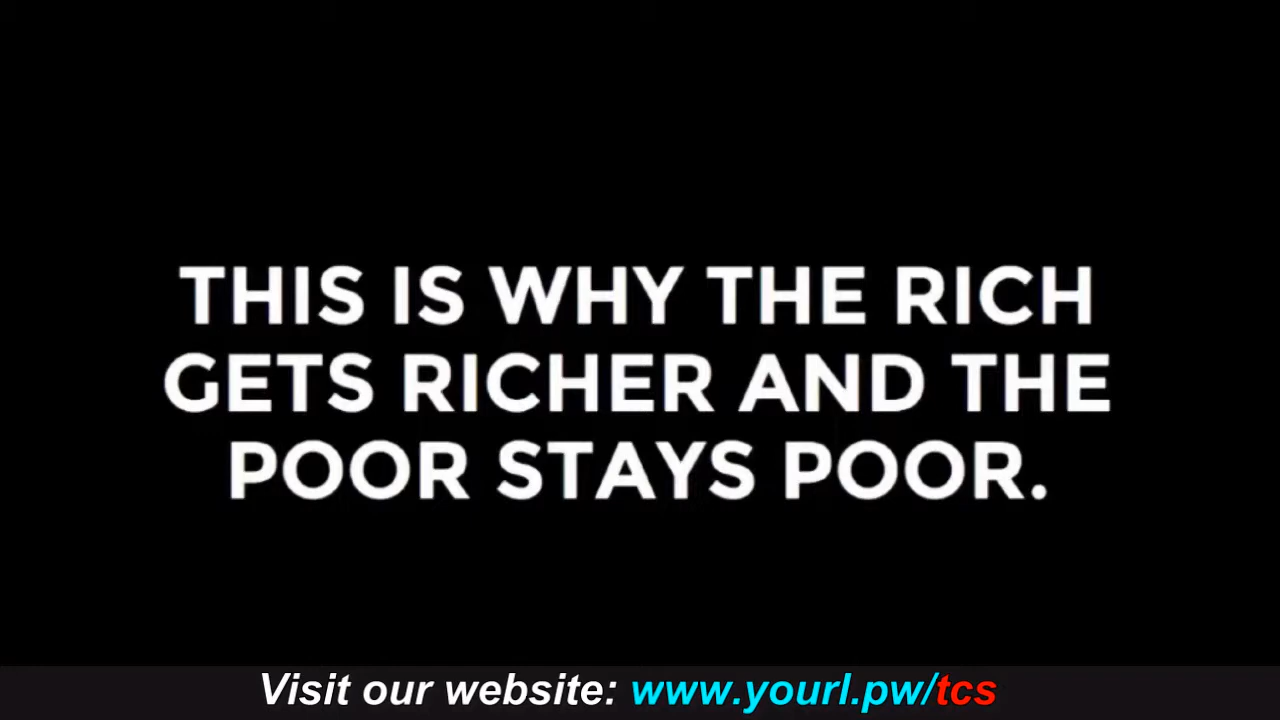 THIS IS WHY THE RICH
GETS RICHER AND THE
POOR STAYS POOR.
Visit our website: www.yourl.pw/tcs